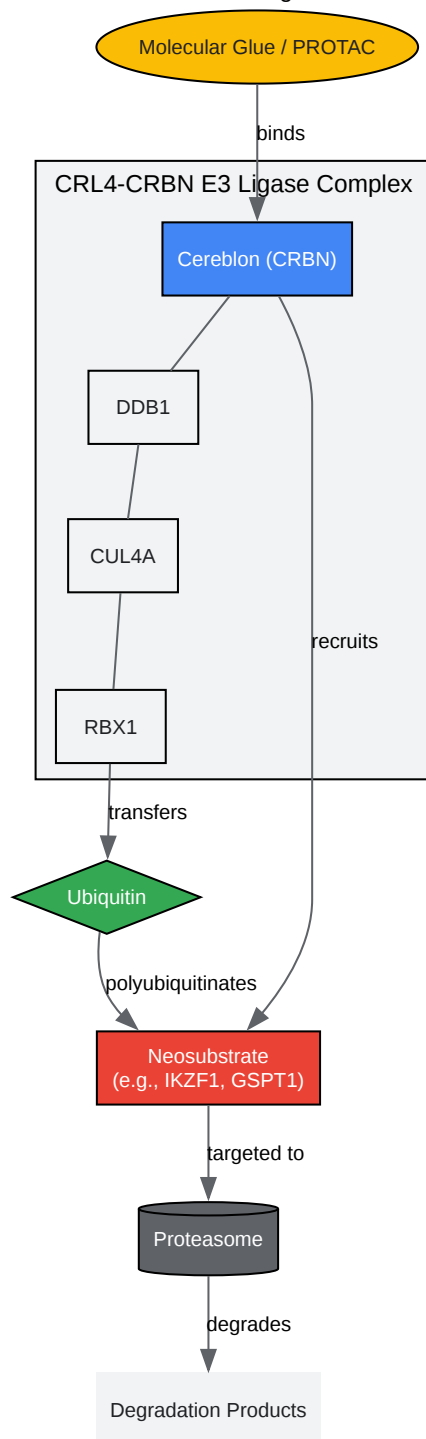 Molecular Glue / PROTAC
binds
CRL4-CRBN E3 Ligase Complex
Cereblon (CRBN)
DDB1
CUL4A
recruits
RBX1
transfers
Ubiquitin
polyubiquitinates
Neosubstrate
(e.g., IKZF1, GSPT1)
targeted to
Proteasome
degrades
Degradation Products